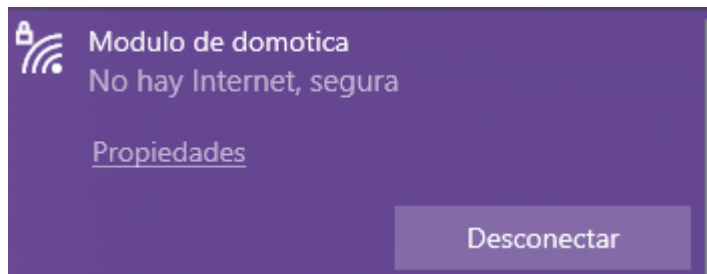 Modulo de domotica
No hay Internet, segura
Propiedades
Desconectar